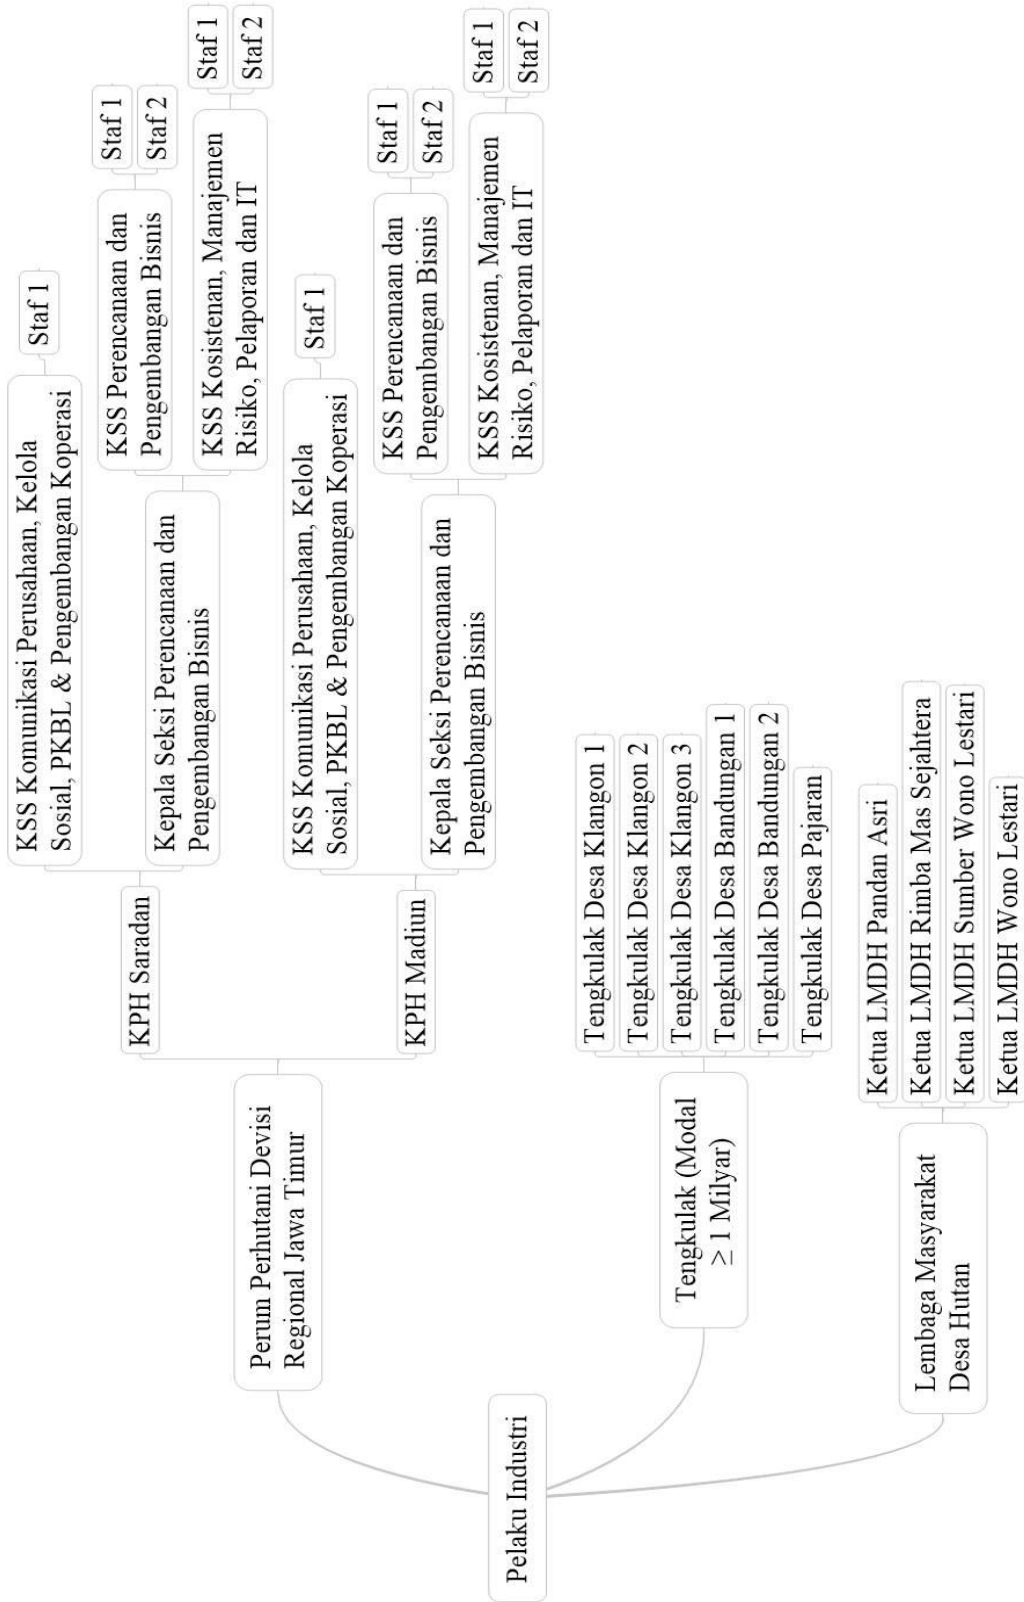 Pelaku Industri
Perum Perhutani Devisi
Regional Jawa Timur
KPH Saradan
KSS Komunikasi Perusahaan, Kelola
Sosial, PKBL & Pengembangan Koperasi
Staf 1
Kepala Seksi Perencanaan dan
Pengembangan Bisnis
KSS Perencanaan dan
Pengembangan Bisnis
Staf 1
Staf 2
KSS Kosistenan, Manajemen
Risiko, Pelaporan dan IT
Staf 1
Staf 2
KPH Madiun
KSS Komunikasi Perusahaan, Kelola
Sosial, PKBL & Pengembangan Koperasi
Staf 1
Kepala Seksi Perencanaan dan
Pengembangan Bisnis
KSS Perencanaan dan
Pengembangan Bisnis
Staf 1
Staf 2
KSS Kosistenan, Manajemen
Risiko, Pelaporan dan IT
Staf 1
Staf 2
Tengkulak (Modal
≥ 1 Milyar)
Tengkulak Desa Klangon 1
Tengkulak Desa Klangon 2
Tengkulak Desa Klangon 3
Tengkulak Desa Bandungan 1
Tengkulak Desa Bandungan 2
Tengkulak Desa Pajaran
Lembaga Masyarakat
Desa Hutan
Ketua LMDH Pandan Asri
Ketua LMDH Rimba Mas Sejahtera
Ketua LMDH Sumber Wono Lestari
Ketua LMDH Wono Lestari